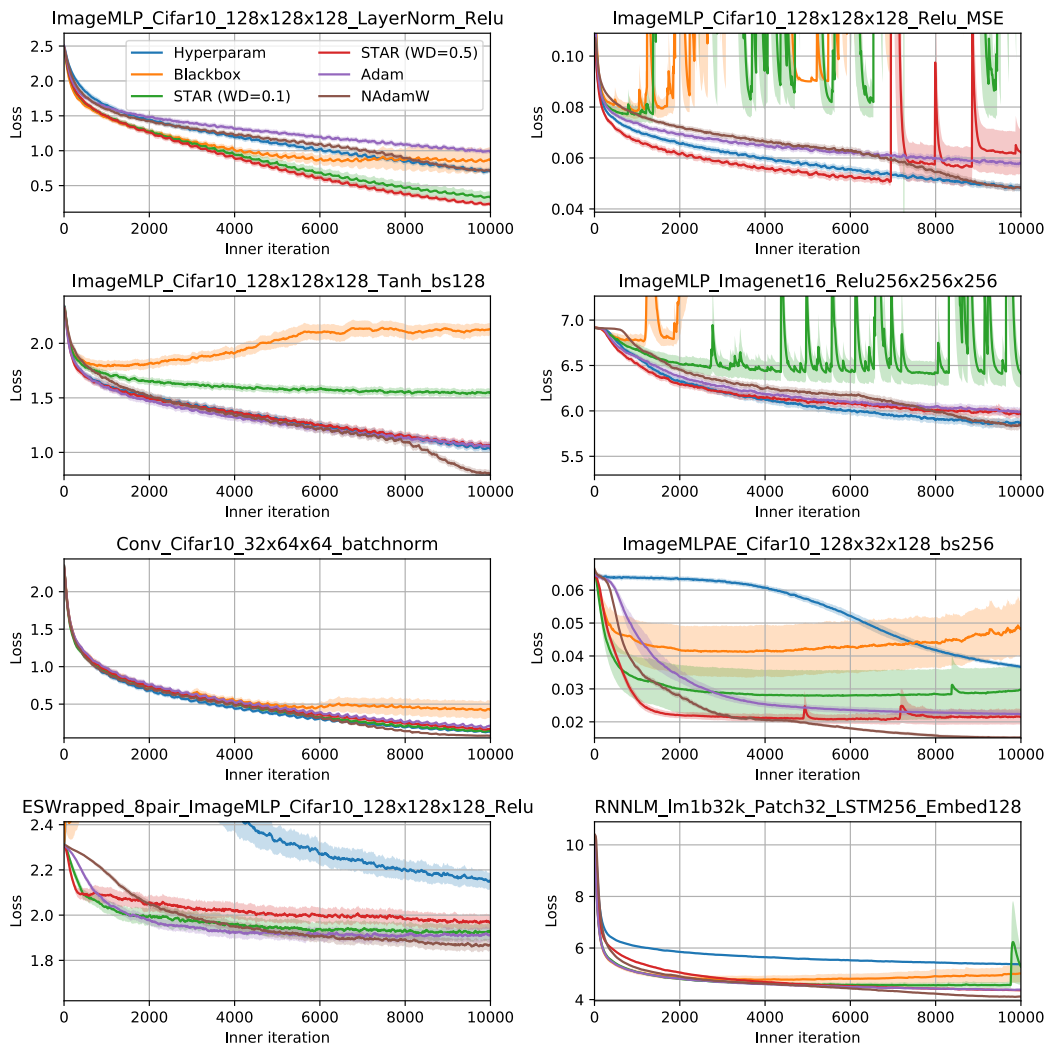 ImageMLP_Cifar10_128x128x128_LayerNorm_Relu
2.5
2.0
1.5
1.0
0.5
Loss
Hyperparam
Blackbox
STAR (WD=0.1)
STAR (WD=0.5)
Adam
NAdamW
0 2000 4000 6000 8000 10000
Inner iteration
ImageMLP_Cifar10_128x128x128_Relu_MSE
0.10
0.08
0.06
0.04
Loss
0 2000 4000 6000 8000 10000
Inner iteration
ImageMLP_Cifar10_128x128x128_Tanh_bs128
2.0
1.5
1.0
Loss
0 2000 4000 6000 8000 10000
Inner iteration
ImageMLP_Imagenet16_Relu256x256x256
7.0
6.5
6.0
5.5
Loss
0 2000 4000 6000 8000 10000
Inner iteration
Conv_Cifar10_32x64x64_batchnorm
2.0
1.5
1.0
0.5
Loss
0 2000 4000 6000 8000 10000
Inner iteration
ImageMLPAE_Cifar10_128x32x128_bs256
0.06
0.05
0.04
0.03
0.02
Loss
0 2000 4000 6000 8000 10000
Inner iteration
ESWrapped_8pair_ImageMLP_Cifar10_128x128x128_Relu
2.4
2.2
2.0
1.8
Loss
0 2000 4000 6000 8000 10000
Inner iteration
RNNLM_lm1b32k_Patch32_LSTM256_Embed128
10
8
6
4
Loss
0 2000 4000 6000 8000 10000
Inner iteration